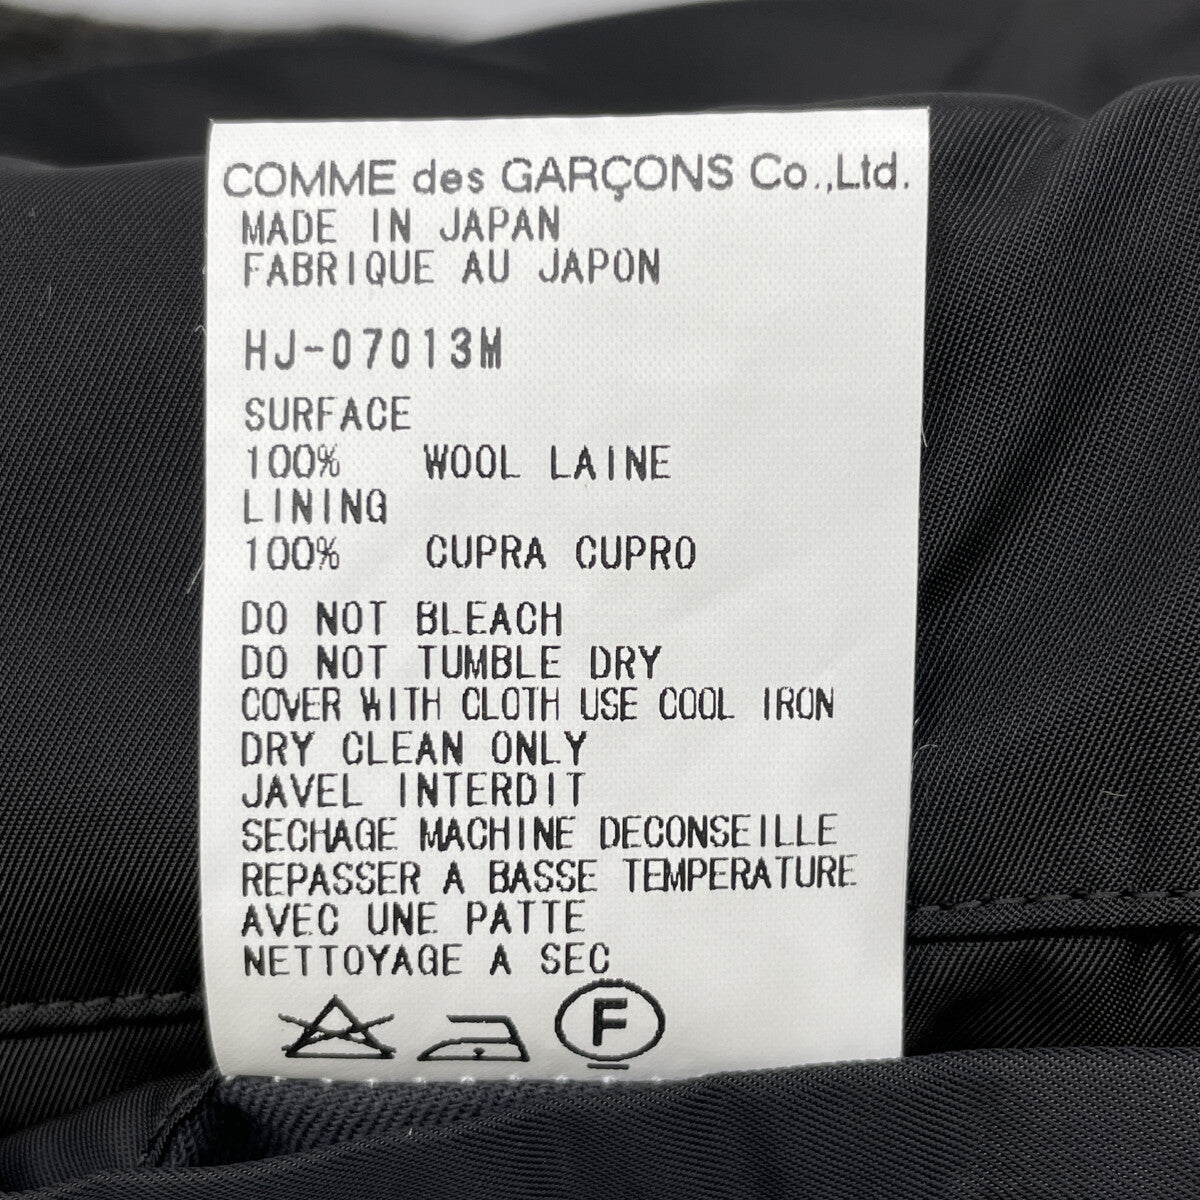 COMME des GARÇONS Co.,Ltd.
MADE IN JAPAN
FABRIQUE AU JAPON
HJ-07013M
SURFACE
100% WOOL LAINE
LINING
100% CUPRA CUPRO
DO NOT BLEACH
DO NOT TUMBLE DRY
COVER WITH CLOTH USE COOL IRON
DRY CLEAN ONLY
JAVEL INTERDIT
SECHAGE MACHINE DECONSEILLE
REPASSER A BASSE TEMPERATURE
AVEC UNE PATTE
NETTOYAGE A SEC
F